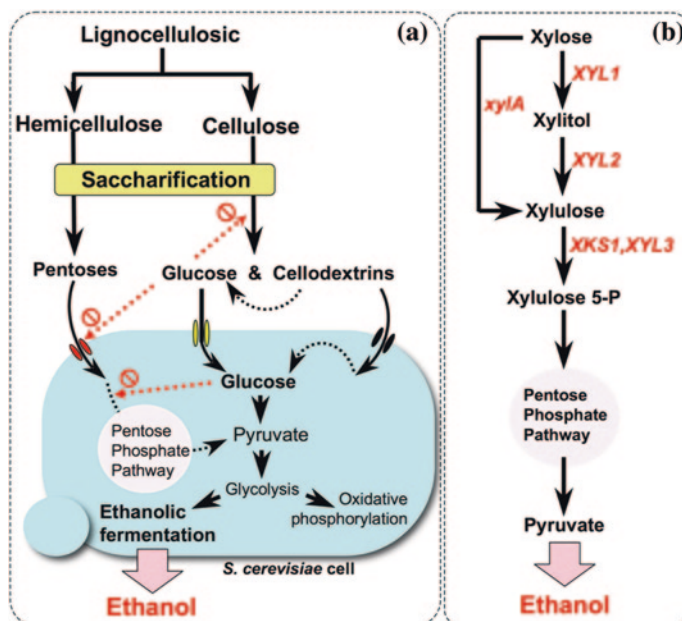 (a)
Lignocellulosic
Hemicellulose
Cellulose
Saccharification
Pentoses
Glucose & Cellodextrins
Glucose
Pentose
Phosphate
Pathway
Pyruvate
Glycolysis
Ethanolic
fermentation
Oxidative
phosphorylation
S. cerevisiae cell
Ethanol
(b)
Xylose
XYL1
xylA
Xylitol
XYL2
Xylulose
XKS1,XYL3
Xylulose 5-P
Pentose
Phosphate
Pathway
Pyruvate
Ethanol